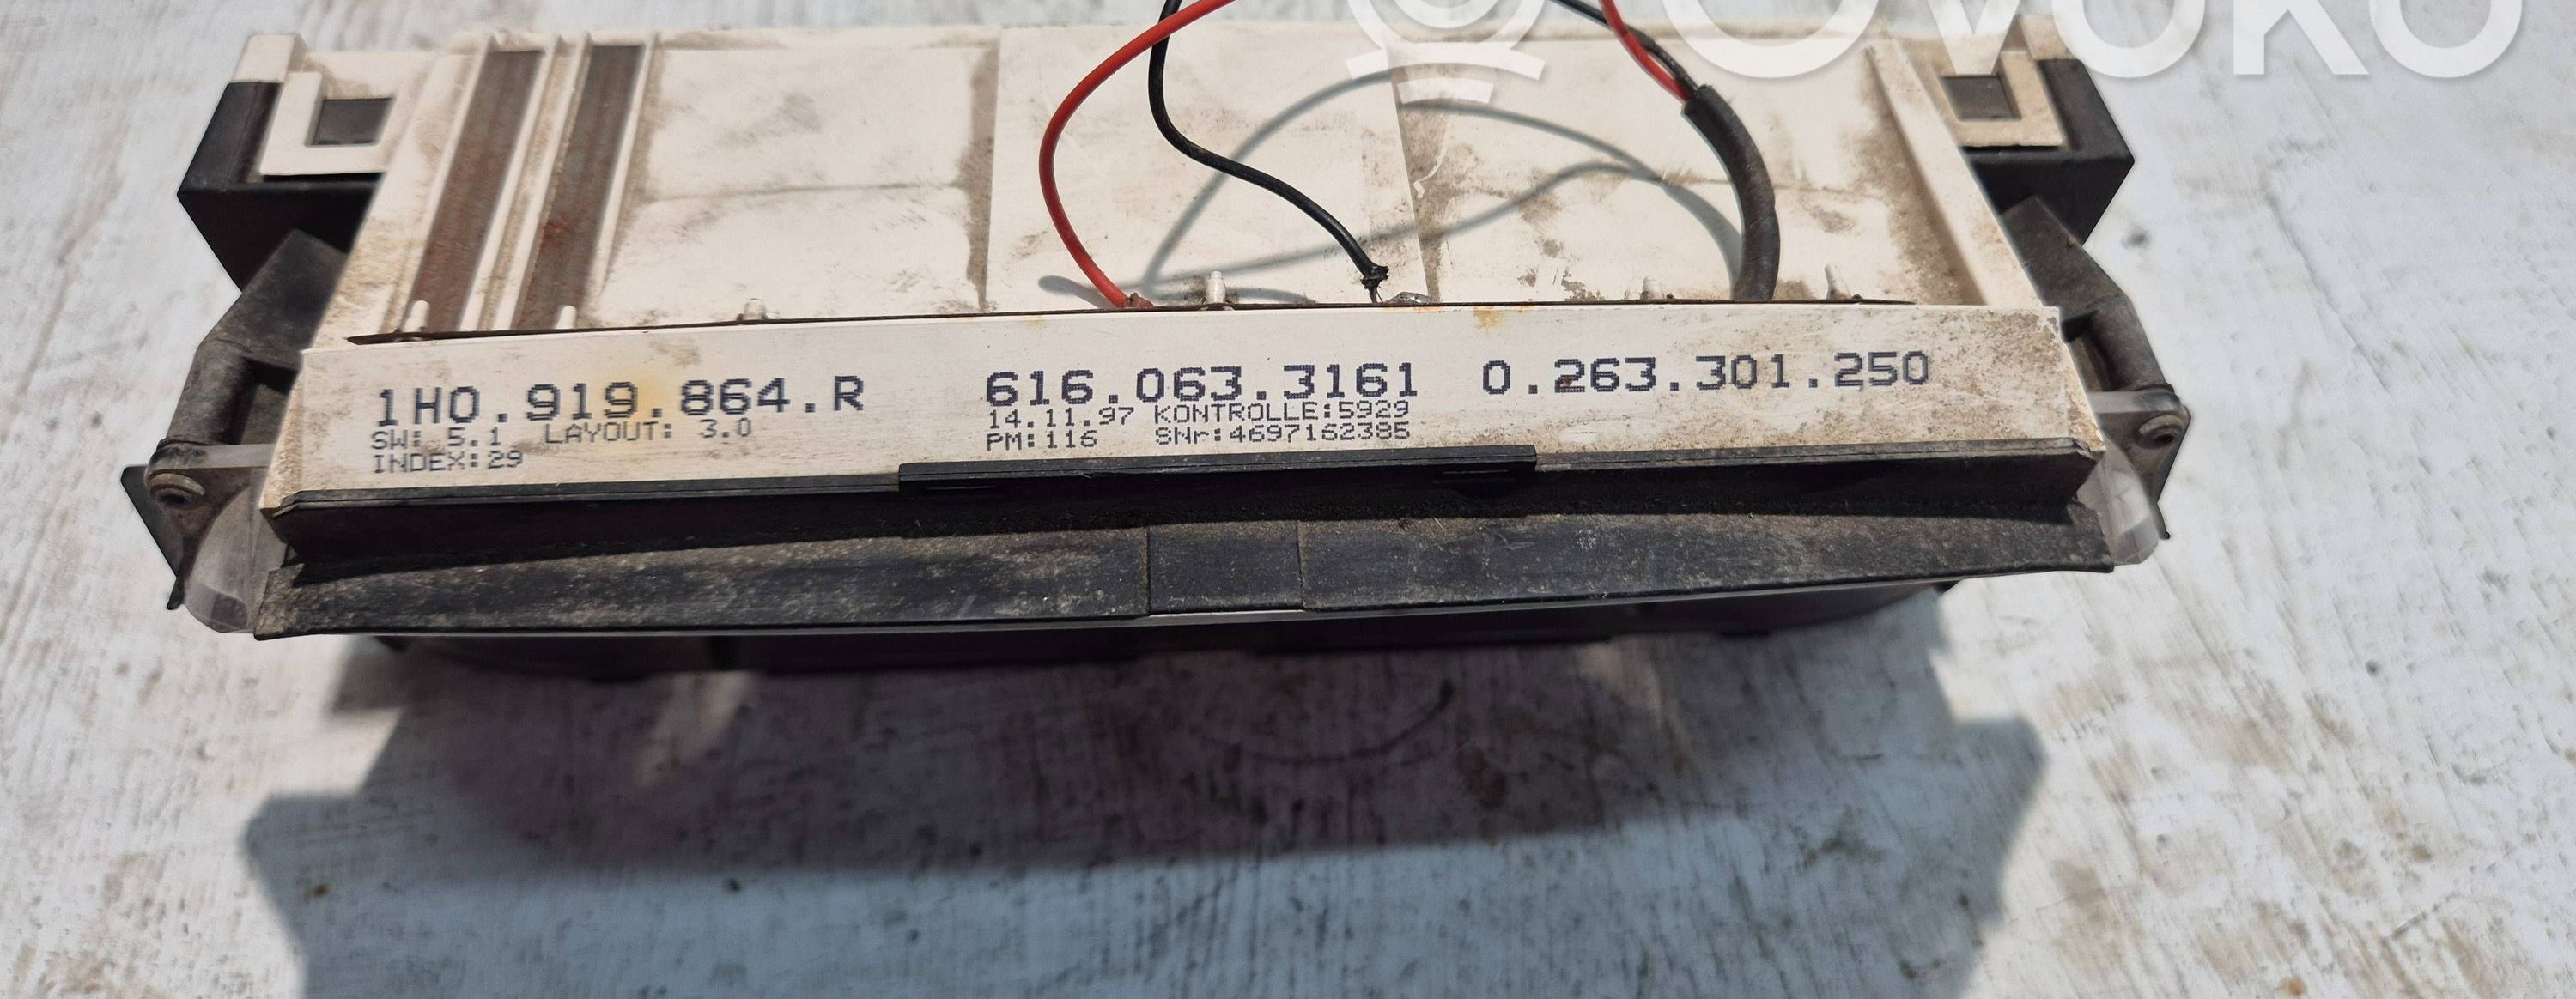 OVOKO
1H0.919.864.R 616.063.3161 0.263.301.250
SW: 5.1 LAYOUT: 3.0 14.11.97 KONTROLLE:5929
INDEX:29 PM:116 SNr:4697162385